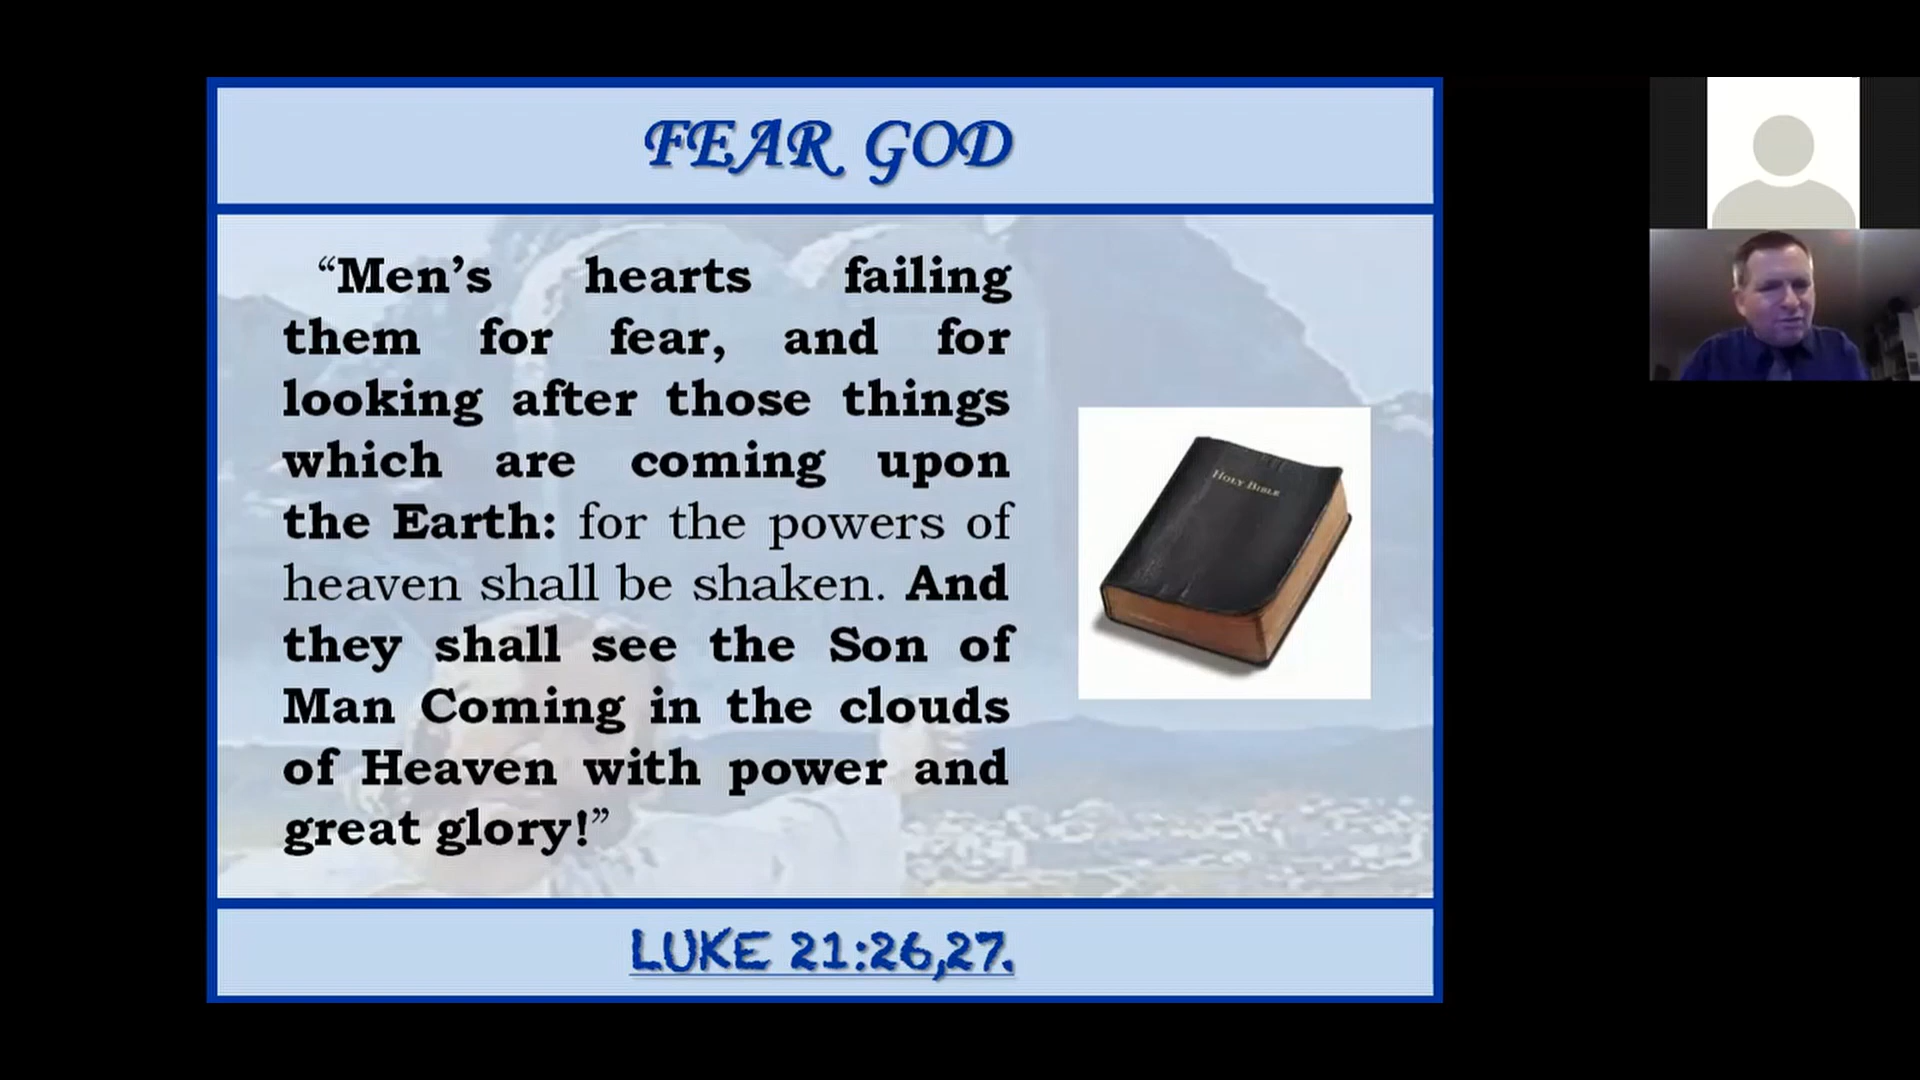 FEAR GOD
“Men’s hearts failing
them for fear, and for
looking after those things
which are coming upon
the Earth: for the powers of
heaven shall be shaken. And
they shall see the Son of
Man Coming in the clouds
of Heaven with power and
great glory!”
HOLY BIBLE
LUKE 21:26,27.